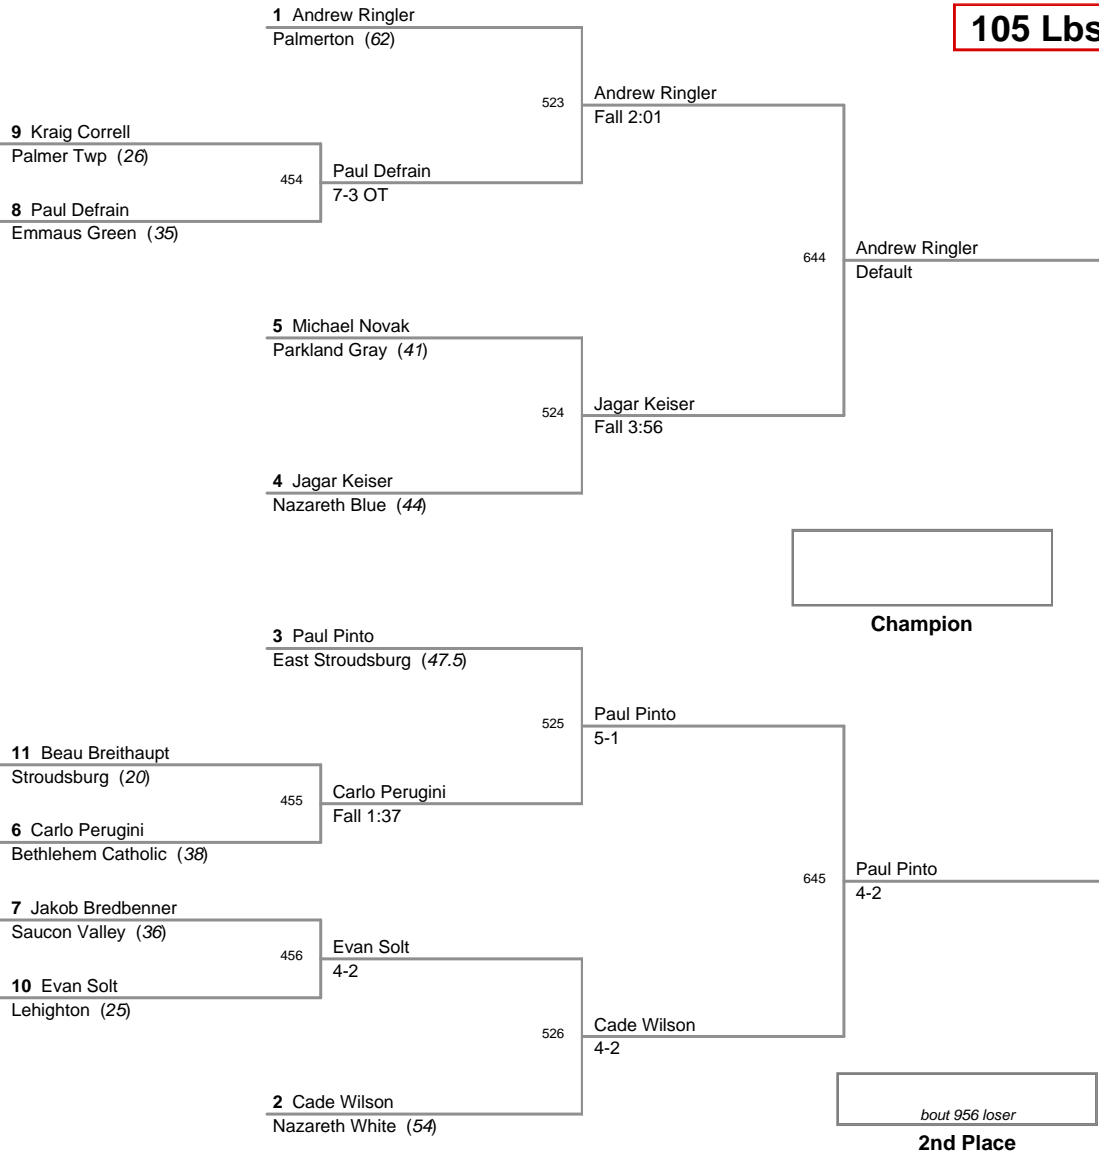 1 Andrew Ringler
Palmerton (62)
105 Lbs
523
Andrew Ringler
Fall 2:01
9 Kraig Correll
Palmer Twp (26)
454
Paul Defrain
7-3 OT
8 Paul Defrain
Emmaus Green (35)
644
Andrew Ringler
Default
5 Michael Novak
Parkland Gray (41)
524
Jagar Keiser
Fall 3:56
4 Jagar Keiser
Nazareth Blue (44)
Champion
3 Paul Pinto
East Stroudsburg (47.5)
525
Paul Pinto
5-1
11 Beau Breithaupt
Stroudsburg (20)
455
Carlo Perugini
Fall 1:37
6 Carlo Perugini
Bethlehem Catholic (38)
645
Paul Pinto
4-2
7 Jakob Bredbenner
Saucon Valley (36)
456
Evan Solt
4-2
10 Evan Solt
Lehighton (25)
526
Cade Wilson
4-2
2 Cade Wilson
Nazareth White (54)
bout 956 loser
2nd Place